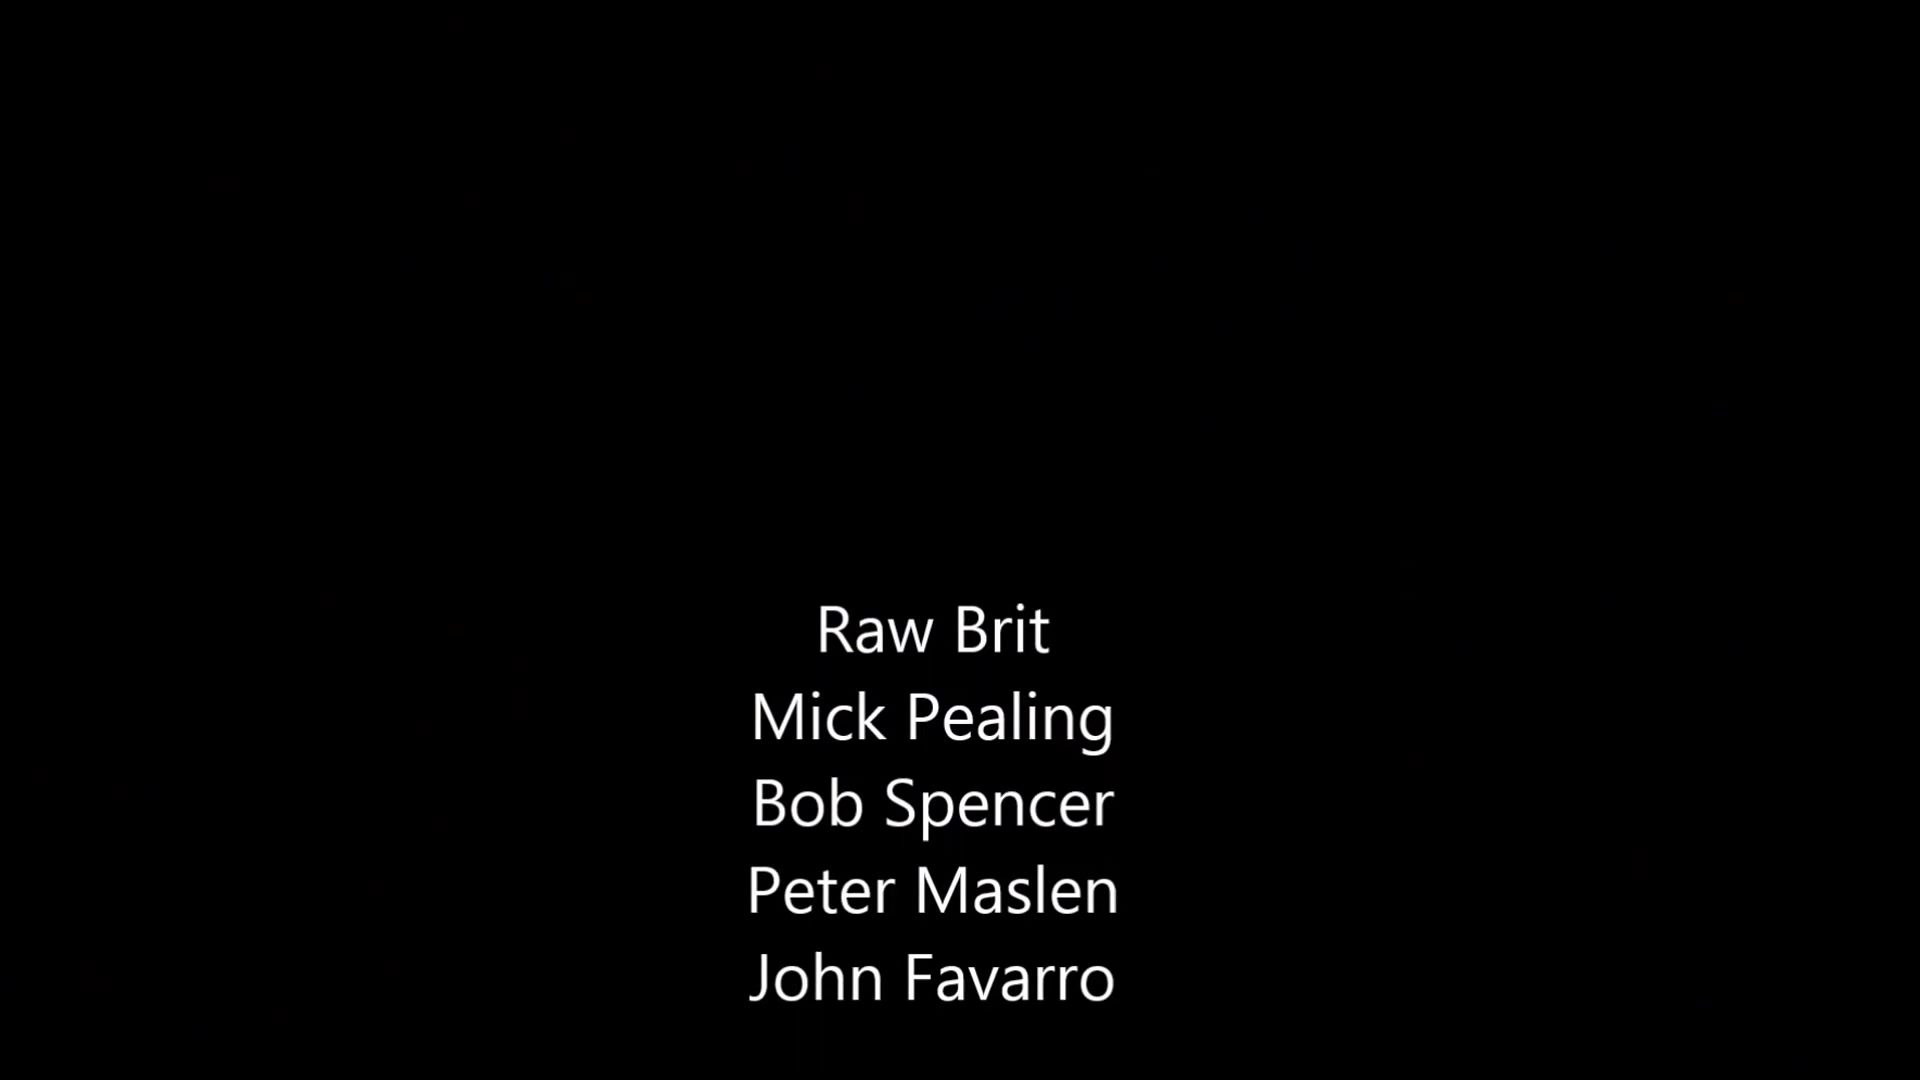 Raw Brit
Mick Pealing
Bob Spencer
Peter Maslen
John Favarro